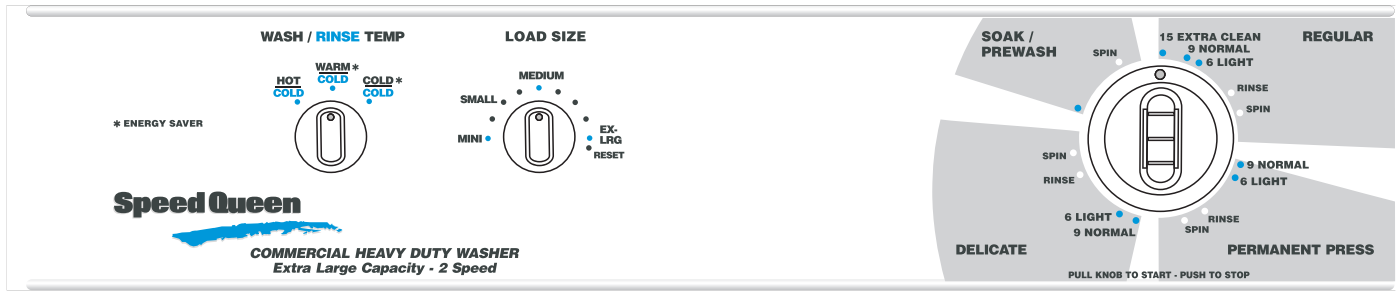 WASH / RINSE TEMP
HOT
COLD
WARM*
COLD
COLD*
COLD
* ENERGY SAVER
LOAD SIZE
MINI
SMALL
MEDIUM
EX-
LRG
RESET
Speed Queen
COMMERCIAL HEAVY DUTY WASHER
Extra Large Capacity - 2 Speed
SOAK /
PREWASH
SPIN
REGULAR
15 EXTRA CLEAN
9 NORMAL
6 LIGHT
RINSE
SPIN
9 NORMAL
6 LIGHT
RINSE
SPIN
PERMANENT PRESS
DELICATE
9 NORMAL
6 LIGHT
RINSE
SPIN
PULL KNOB TO START - PUSH TO STOP